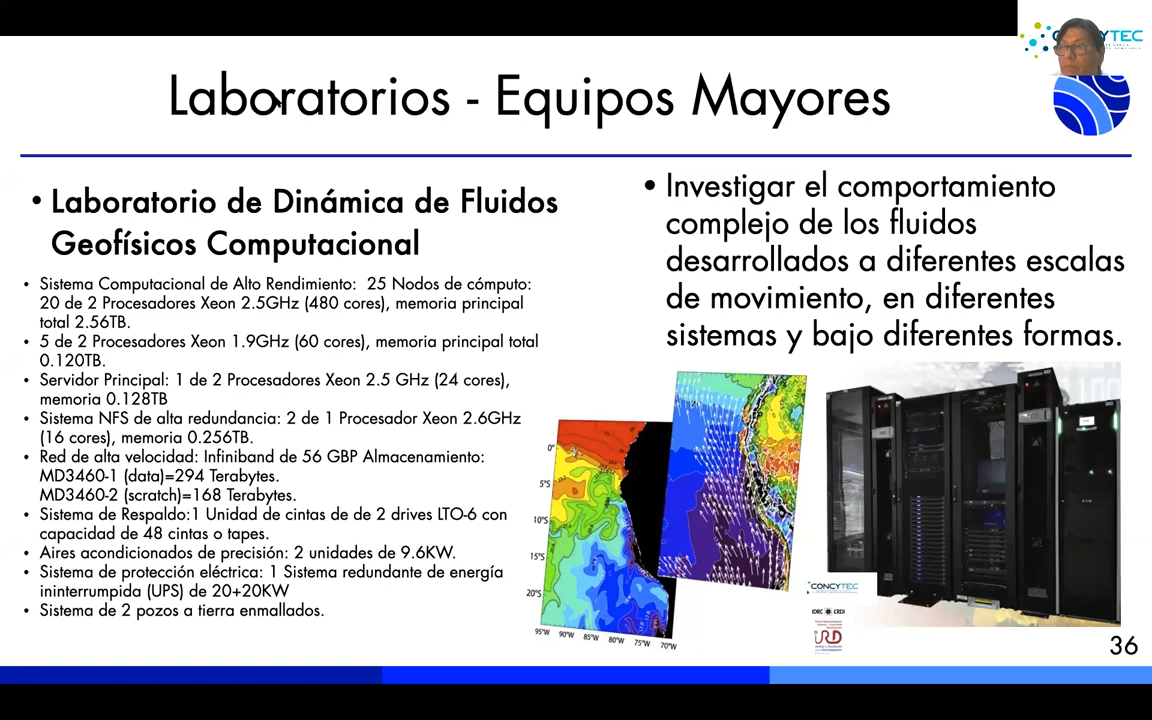 CONCYTEC
Laboratorios - Equipos Mayores
• Laboratorio de Dinámica de Fluidos
Geofísicos Computacional
• Sistema Computacional de Alto Rendimiento: 25 Nodos de cómputo:
20 de 2 Procesadores Xeon 2.5GHz (480 cores), memoria principal
total 2.56TB.
• 5 de 2 Procesadores Xeon 1.9GHz (60 cores), memoria principal total
0.120TB.
• Servidor Principal: 1 de 2 Procesadores Xeon 2.5 GHz (24 cores),
memoria 0.128TB
• Sistema NFS de alta redundancia: 2 de 1 Procesador Xeon 2.6GHz
(16 cores), memoria 0.256TB.
• Red de alta velocidad: Infiniband de 56 GBP Almacenamiento:
MD3460-1 (data)=294 Terabytes.
MD3460-2 (scratch)=168 Terabytes.
• Sistema de Respaldo:1 Unidad de cintas de de 2 drives LTO-6 con
capacidad de 48 cintas o tapes.
• Aires acondicionados de precisión: 2 unidades de 9.6KW.
• Sistema de protección eléctrica: 1 Sistema redundante de energía
ininterrumpida (UPS) de 20+20KW
• Sistema de 2 pozos a tierra enmallados.
• Investigar el comportamiento
complejo de los fluidos
desarrollados a diferentes escalas
de movimiento, en diferentes
sistemas y bajo diferentes formas.
0°
5°S
10°S
15°S
20°S
95°W 90°W 85°W 80°W 75°W 70°W
CONCYTEC
IDRC CRDI
IRD
36